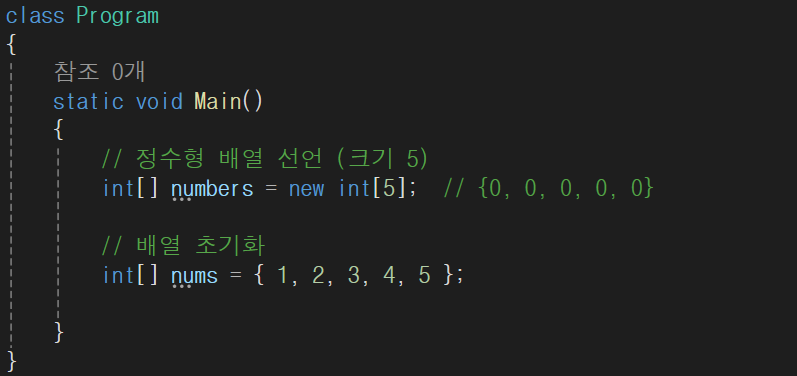 class Program
{
참조 0개
static void Main()
{
// 정수형 배열 선언 (크기 5)
int[] numbers = new int[5];  // {0, 0, 0, 0, 0}
// 배열 초기화
int[] nums = { 1, 2, 3, 4, 5 };
}
}